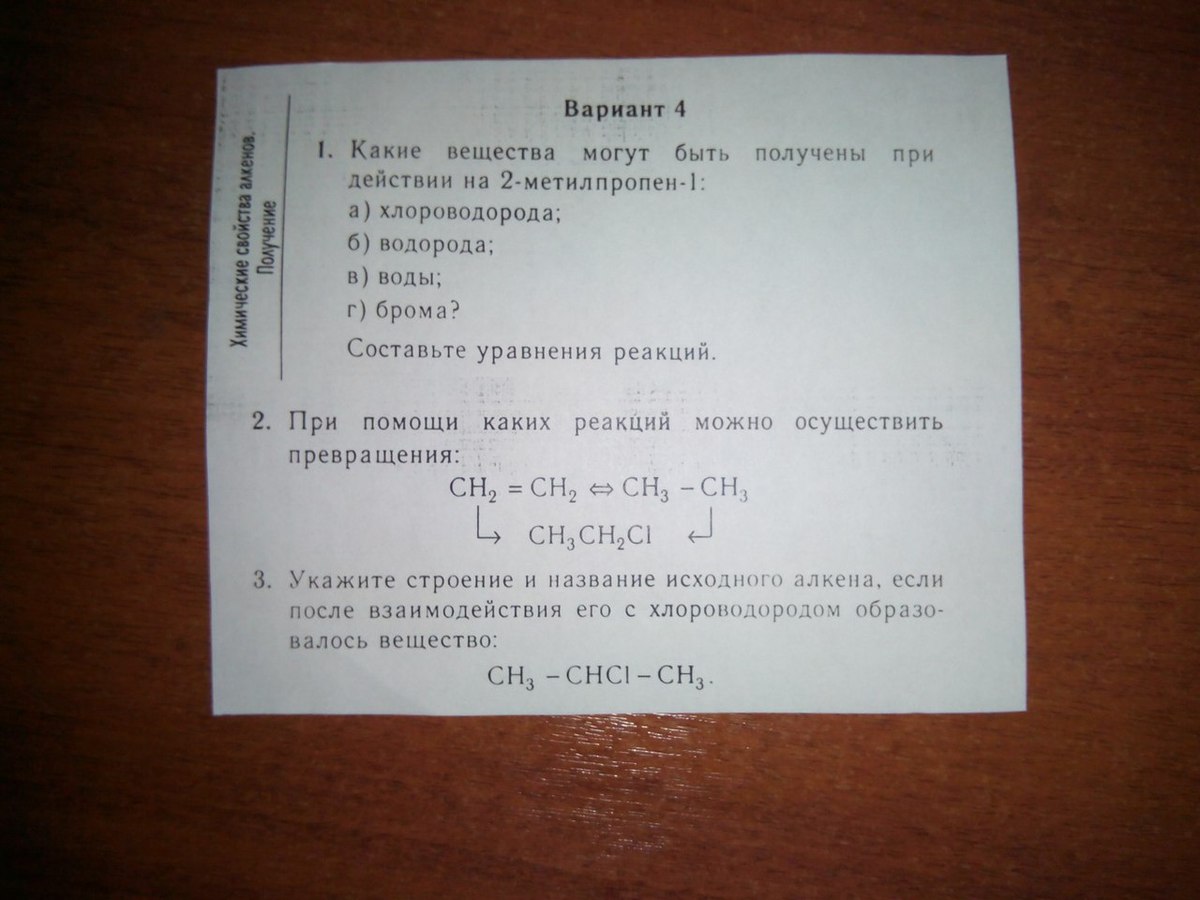 Химические свойства алкенов.
Получение
Вариант 4
1. Какие вещества могут быть получены при
действии на 2-метилпропен-1:
а) хлороводорода;
б) водорода;
в) воды;
г) брома?
Составьте уравнения реакций.
2. При помощи каких реакций можно осуществить
превращения:
CH₂ = CH₂ ⇔ CH₃ – CH₃
↳ CH₃CH₂Cl ↲
3. Укажите строение и название исходного алкена, если
после взаимодействия его с хлороводородом образо-
валось вещество:
CH₃ – CHCl – CH₃.